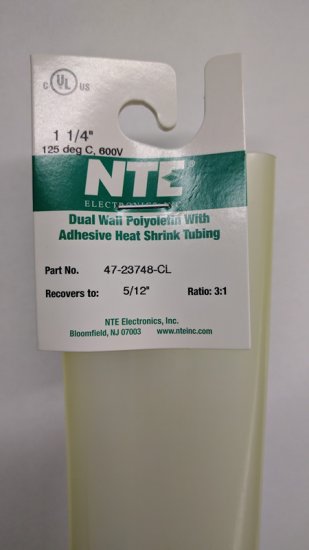 c UL US
1 1/4"
125 deg C, 600V
NTE®
ELECTRONICS INC.
Dual Wall Polyolefin With
Adhesive Heat Shrink Tubing
Part No. 47-23748-CL
Recovers to: 5/12" Ratio: 3:1
NTE Electronics, Inc.
Bloomfield, NJ 07003 www.nteinc.com